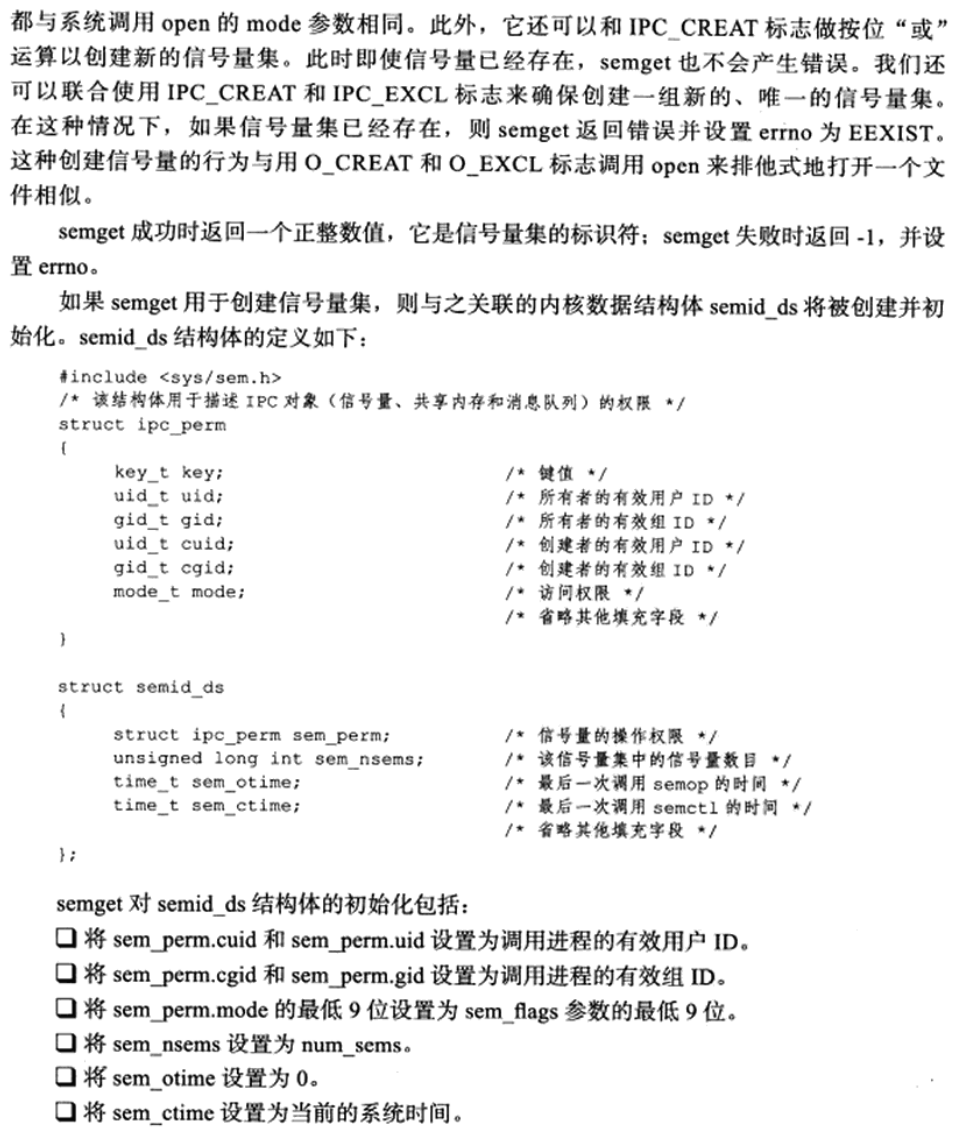 都与系统调用 open 的 mode 参数相同。此外，它还可以和 IPC_CREAT 标志做按位“或”
运算以创建新的信号量集。此时即使信号量已经存在，semget 也不会产生错误。我们还
可以联合使用 IPC_CREAT 和 IPC_EXCL 标志来确保创建一组新的、唯一的信号量集。
在这种情况下，如果信号量集已经存在，则 semget 返回错误并设置 errno 为 EEXIST。
这种创建信号量的行为与用 O_CREAT 和 O_EXCL 标志调用 open 来排他式地打开一个文
件相似。
semget 成功时返回一个正整数值，它是信号量集的标识符；semget 失败时返回 -1，并设
置 errno。
如果 semget 用于创建信号量集，则与之关联的内核数据结构体 semid_ds 将被创建并初
始化。semid_ds 结构体的定义如下：
#include <sys/sem.h>
/* 该结构体用于描述 IPC 对象（信号量、共享内存和消息队列）的权限 */
struct ipc_perm
{
key_t key; /* 键值 */
uid_t uid; /* 所有者的有效用户 ID */
gid_t gid; /* 所有者的有效组 ID */
uid_t cuid; /* 创建者的有效用户 ID */
gid_t cgid; /* 创建者的有效组 ID */
mode_t mode; /* 访问权限 */
/* 省略其他填充字段 */
}
struct semid_ds
{
struct ipc_perm sem_perm; /* 信号量的操作权限 */
unsigned long int sem_nsems; /* 该信号量集中的信号量数目 */
time_t sem_otime; /* 最后一次调用 semop 的时间 */
time_t sem_ctime; /* 最后一次调用 semctl 的时间 */
/* 省略其他填充字段 */
};
semget 对 semid_ds 结构体的初始化包括：
❑ 将 sem_perm.cuid 和 sem_perm.uid 设置为调用进程的有效用户 ID。
❑ 将 sem_perm.cgid 和 sem_perm.gid 设置为调用进程的有效组 ID。
❑ 将 sem_perm.mode 的最低 9 位设置为 sem_flags 参数的最低 9 位。
❑ 将 sem_nsems 设置为 num_sems。
❑ 将 sem_otime 设置为 0。
❑ 将 sem_ctime 设置为当前的系统时间。